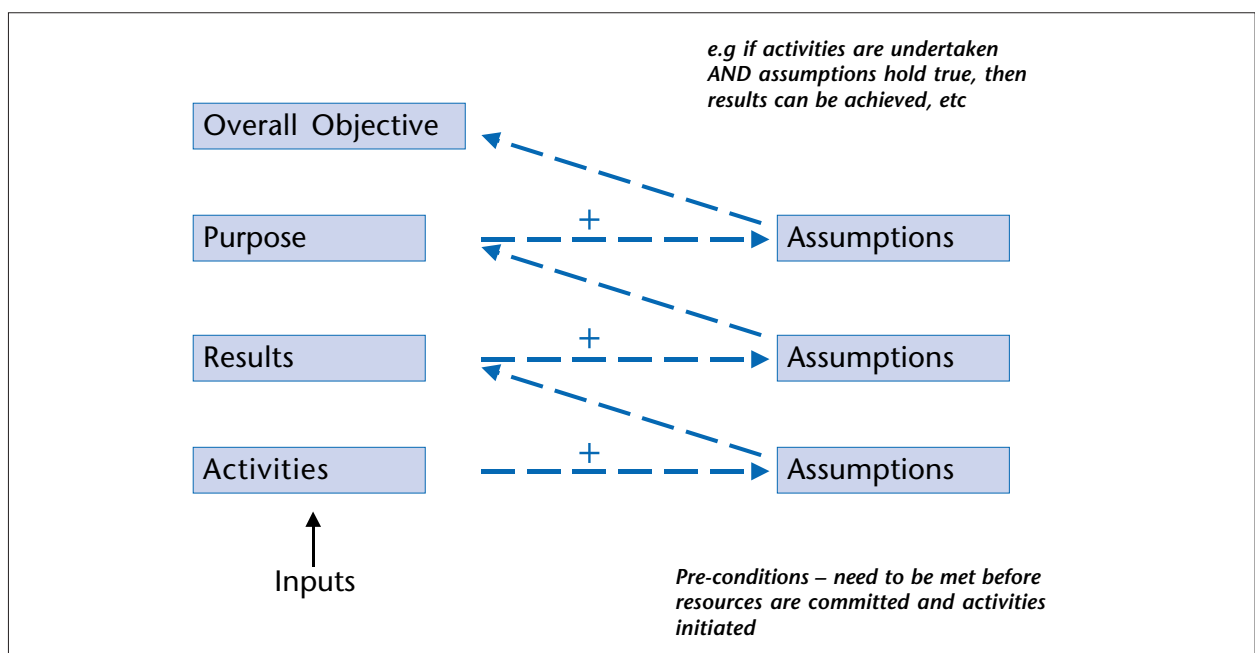 e.g if activities are undertaken
AND assumptions hold true, then
results can be achieved, etc
Overall Objective
+
Purpose
Assumptions
+
Results
Assumptions
+
Activities
Assumptions
Inputs
Pre-conditions – need to be met before
resources are committed and activities
initiated